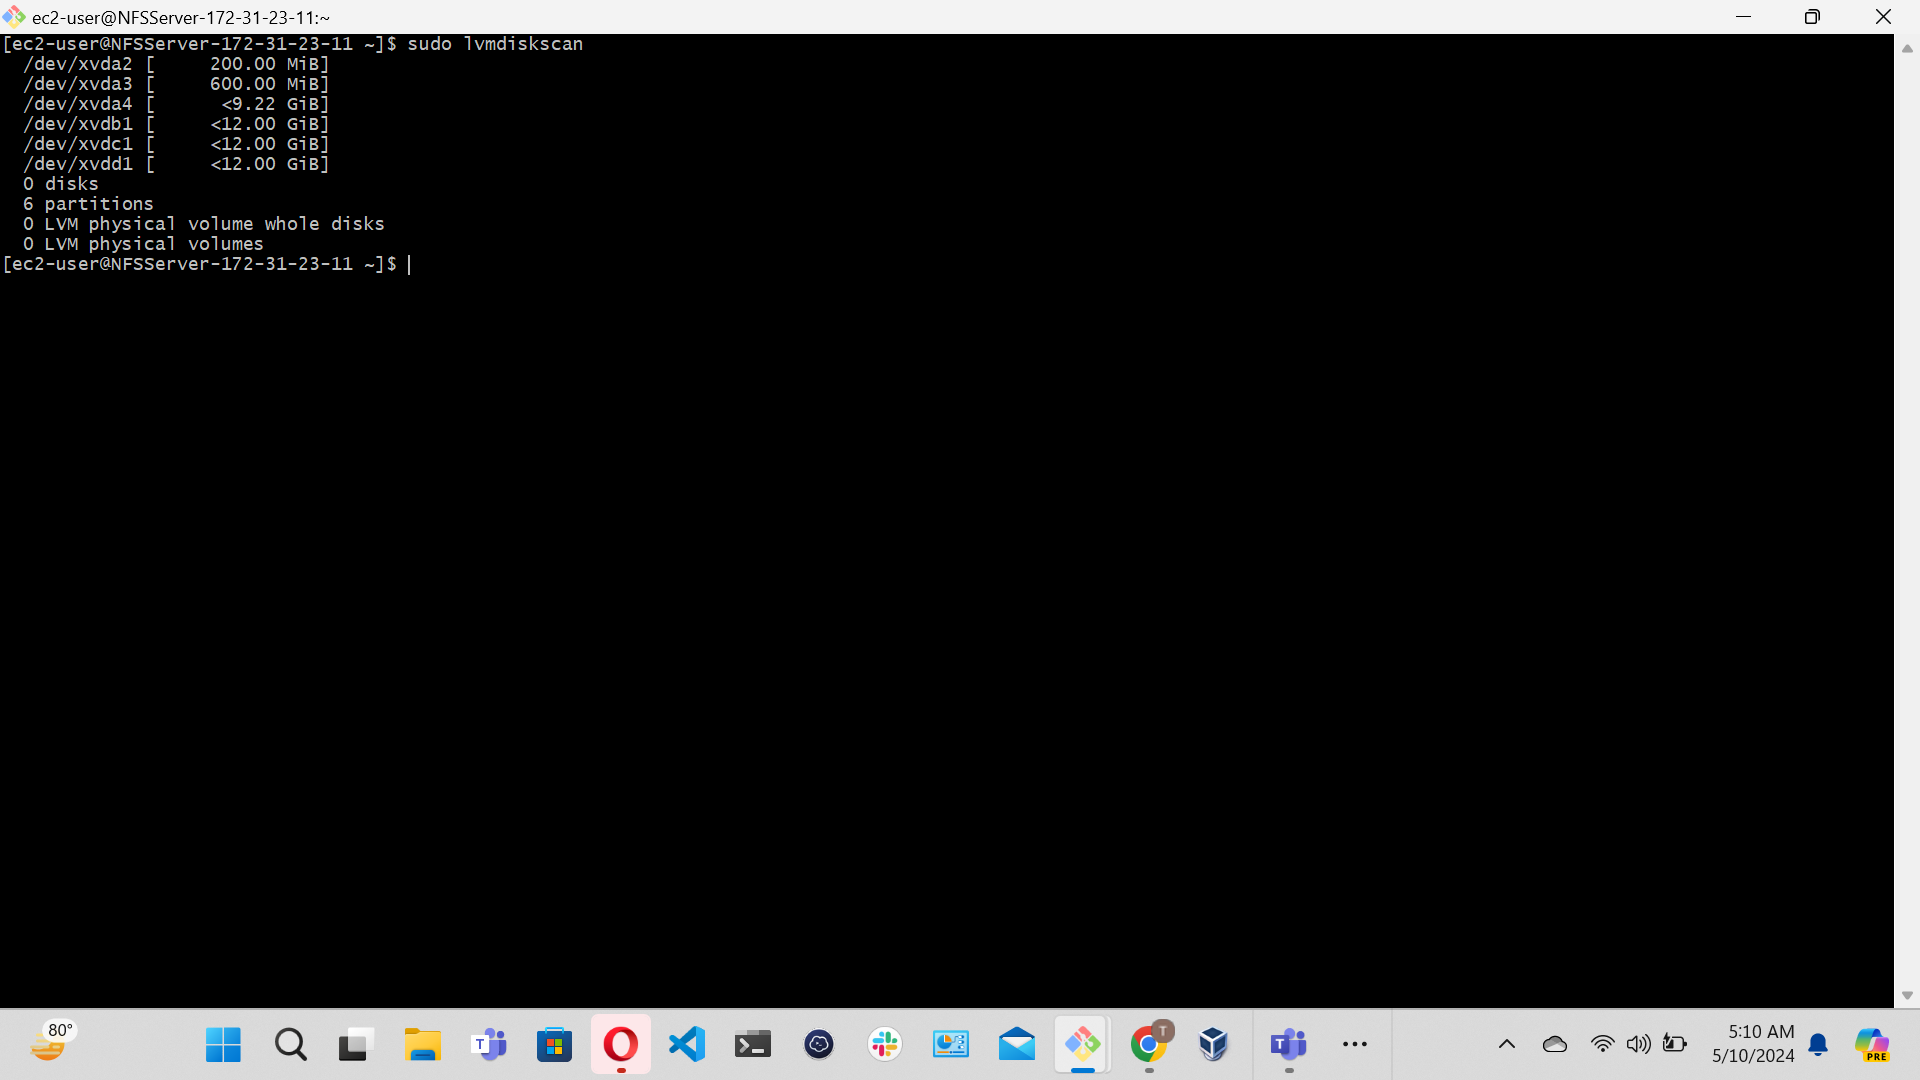 ec2-user@NFSServer-172-31-23-11:~
[ec2-user@NFSServer-172-31-23-11 ~]$ sudo lvmdiskscan
  /dev/xvda2 [     200.00 MiB]
  /dev/xvda3 [     600.00 MiB]
  /dev/xvda4 [      <9.22 GiB]
  /dev/xvdb1 [     <12.00 GiB]
  /dev/xvdc1 [     <12.00 GiB]
  /dev/xvdd1 [     <12.00 GiB]
  0 disks
  6 partitions
  0 LVM physical volume whole disks
  0 LVM physical volumes
[ec2-user@NFSServer-172-31-23-11 ~]$
80°
T
T
T
5:10 AM
5/10/2024
PRE